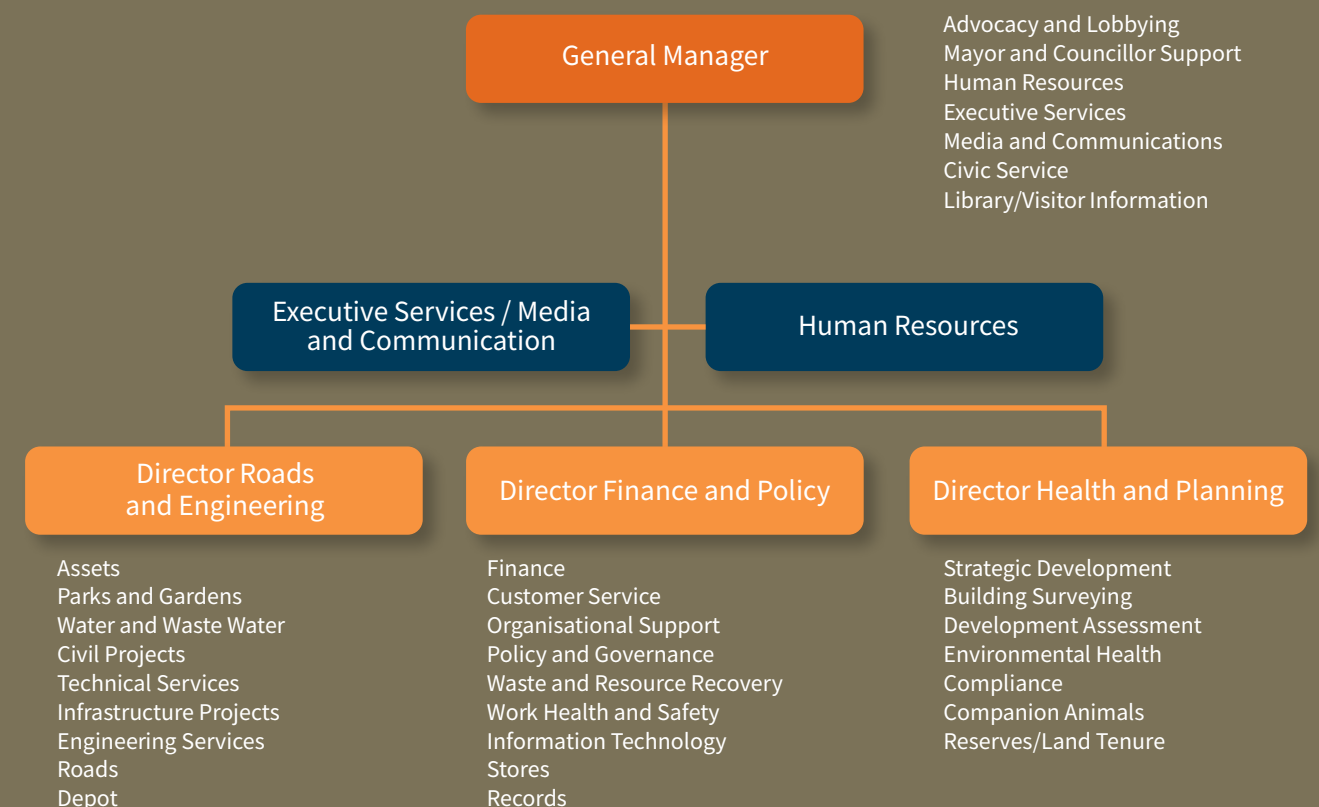 General Manager
Advocacy and Lobbying
Mayor and Councillor Support
Human Resources
Executive Services
Media and Communications
Civic Service
Library/Visitor Information
Executive Services / Media
and Communication
Human Resources
Director Roads
and Engineering
Assets
Parks and Gardens
Water and Waste Water
Civil Projects
Technical Services
Infrastructure Projects
Engineering Services
Roads
Depot
Director Finance and Policy
Finance
Customer Service
Organisational Support
Policy and Governance
Waste and Resource Recovery
Work Health and Safety
Information Technology
Stores
Records
Director Health and Planning
Strategic Development
Building Surveying
Development Assessment
Environmental Health
Compliance
Companion Animals
Reserves/Land Tenure